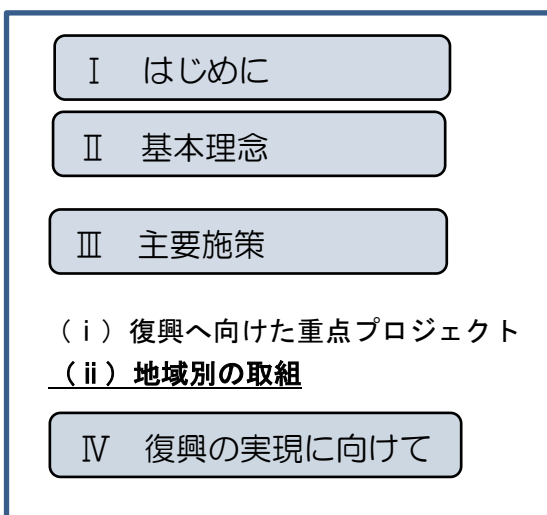 Ⅰ　はじめに
Ⅱ　基本理念
Ⅲ　主要施策
（ⅰ）復興へ向けた重点プロジェクト
（ⅱ）地域別の取組
Ⅳ　復興の実現に向けて